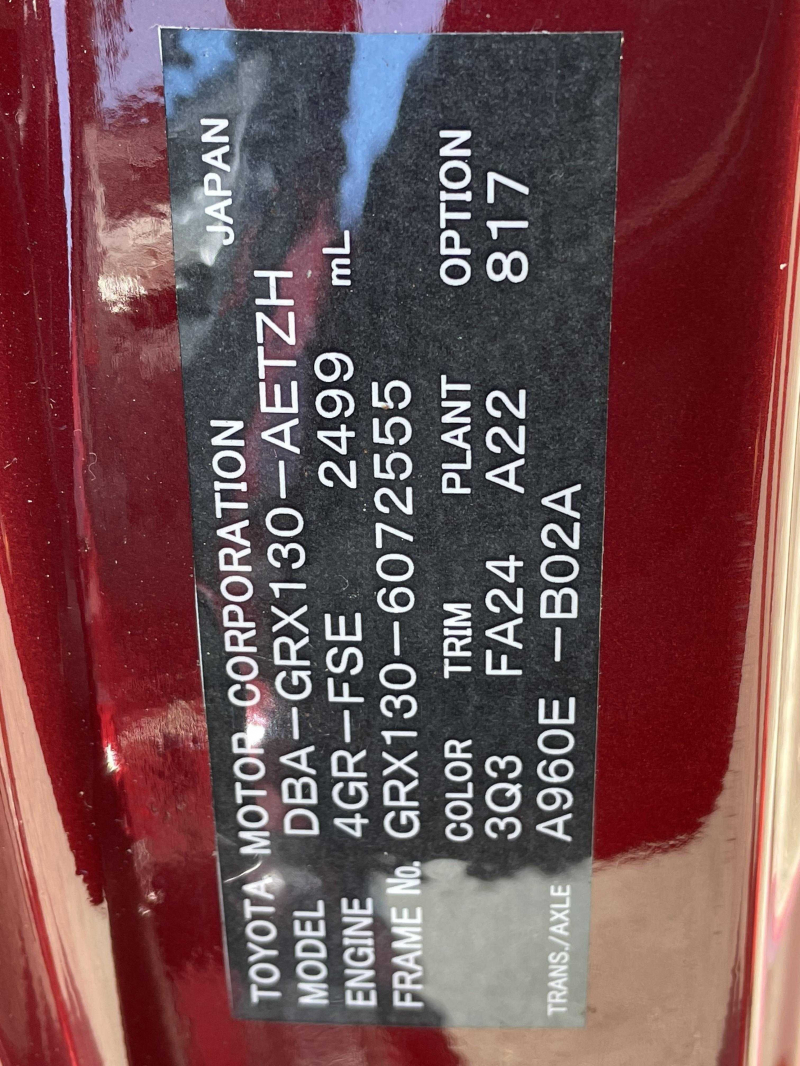 TOYOTA MOTOR CORPORATION JAPAN
MODEL DBA-GRX130-AETZH
ENGINE 4GR-FSE 2499 mL
FRAME No. GRX130-6072555
COLOR TRIM PLANT OPTION
3Q3 FA24 A22 817
TRANS./AXLE A960E -B02A